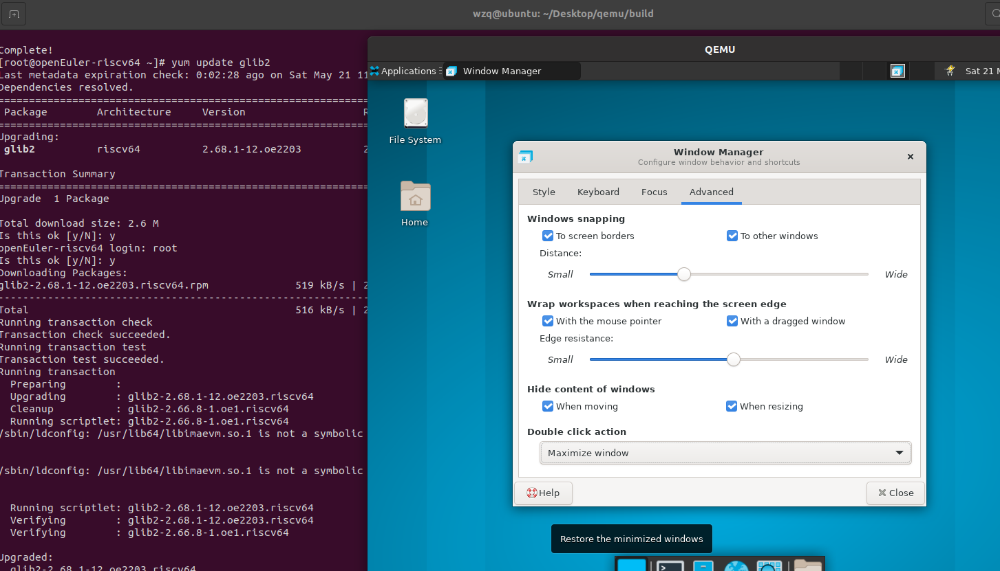 wzq@ubuntu: ~/Desktop/qemu/build
Complete!
[root@openEuler-riscv64 ~]# yum update glib2
Last metadata expiration check: 0:02:28 ago on Sat May 21 11
Dependencies resolved.
Package Architecture Version R
Upgrading:
glib2 riscv64 2.68.1-12.oe2203 2
Transaction Summary
Upgrade 1 Package
Total download size: 2.6 M
Is this ok [y/N]: y
openEuler-riscv64 login: root
Is this ok [y/N]: y
Downloading Packages:
glib2-2.68.1-12.oe2203.riscv64.rpm 519 kB/s | 2
Total 516 kB/s | 2
Running transaction check
Transaction check succeeded.
Running transaction test
Transaction test succeeded.
Running transaction
Preparing :
Upgrading : glib2-2.68.1-12.oe2203.riscv64
Cleanup : glib2-2.66.8-1.oe1.riscv64
Running scriptlet: glib2-2.66.8-1.oe1.riscv64
/sbin/ldconfig: /usr/lib64/libimaevm.so.1 is not a symbolic
/sbin/ldconfig: /usr/lib64/libimaevm.so.1 is not a symbolic
Running scriptlet: glib2-2.68.1-12.oe2203.riscv64
Verifying : glib2-2.68.1-12.oe2203.riscv64
Verifying : glib2-2.66.8-1.oe1.riscv64
Upgraded:
glib2-2.68.1-12.oe2203.riscv64
QEMU
Applications
Window Manager
Sat 21 M
File System
Home
Window Manager
Configure window behavior and shortcuts
Style Keyboard Focus Advanced
Windows snapping
To screen borders To other windows
Distance:
Small Wide
Wrap workspaces when reaching the screen edge
With the mouse pointer With a dragged window
Edge resistance:
Small Wide
Hide content of windows
When moving When resizing
Double click action
Maximize window
Help Close
Restore the minimized windows